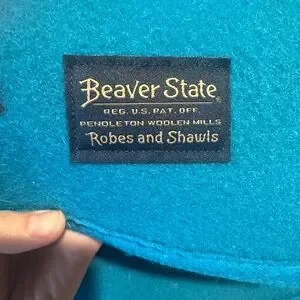 Beaver State®
REG. U.S. PAT. OFF.
PENDLETON WOOLEN MILLS
Robes and Shawls